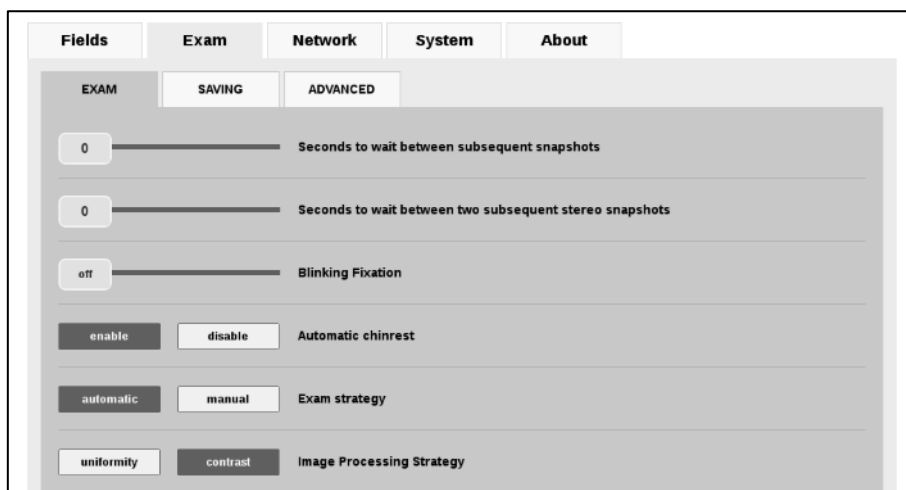 Fields Exam Network System About
EXAM SAVING ADVANCED
0 Seconds to wait between subsequent snapshots
0 Seconds to wait between two subsequent stereo snapshots
off Blinking Fixation
enable disable Automatic chinrest
automatic manual Exam strategy
uniformity contrast Image Processing Strategy